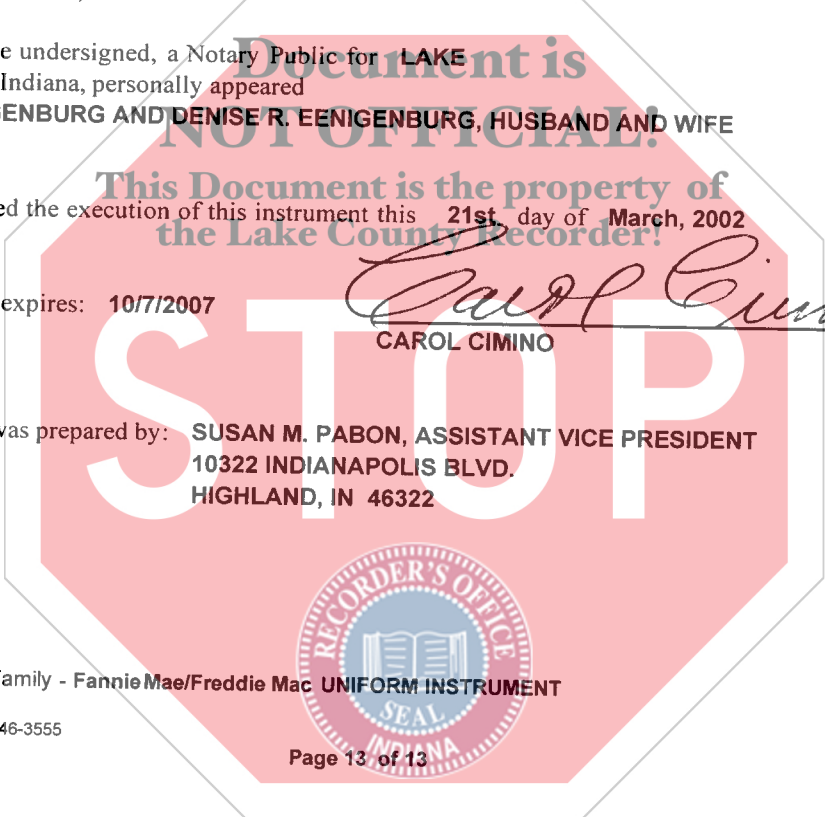 e undersigned, a Notary Public for LAKE
Document is
Indiana, personally appeared
ENBURG AND DENISE R. EENIGENBURG, HUSBAND AND WIFE
NOT OFFICIAL!
This Document is the property of
ed the execution of this instrument this 21st. day of March, 2002
the Lake County Recorder!
expires: 10/7/2007
Carol Cimin
CAROL CIMINO
STOP
was prepared by: SUSAN M. PABON, ASSISTANT VICE PRESIDENT
10322 INDIANAPOLIS BLVD.
HIGHLAND, IN 46322
RECORDER'S OFFICE
amily - Fannie Mae/Freddie Mac UNIFORM INSTRUMENT
SEAL
46-3555
INDIANA
Page 13 of 13